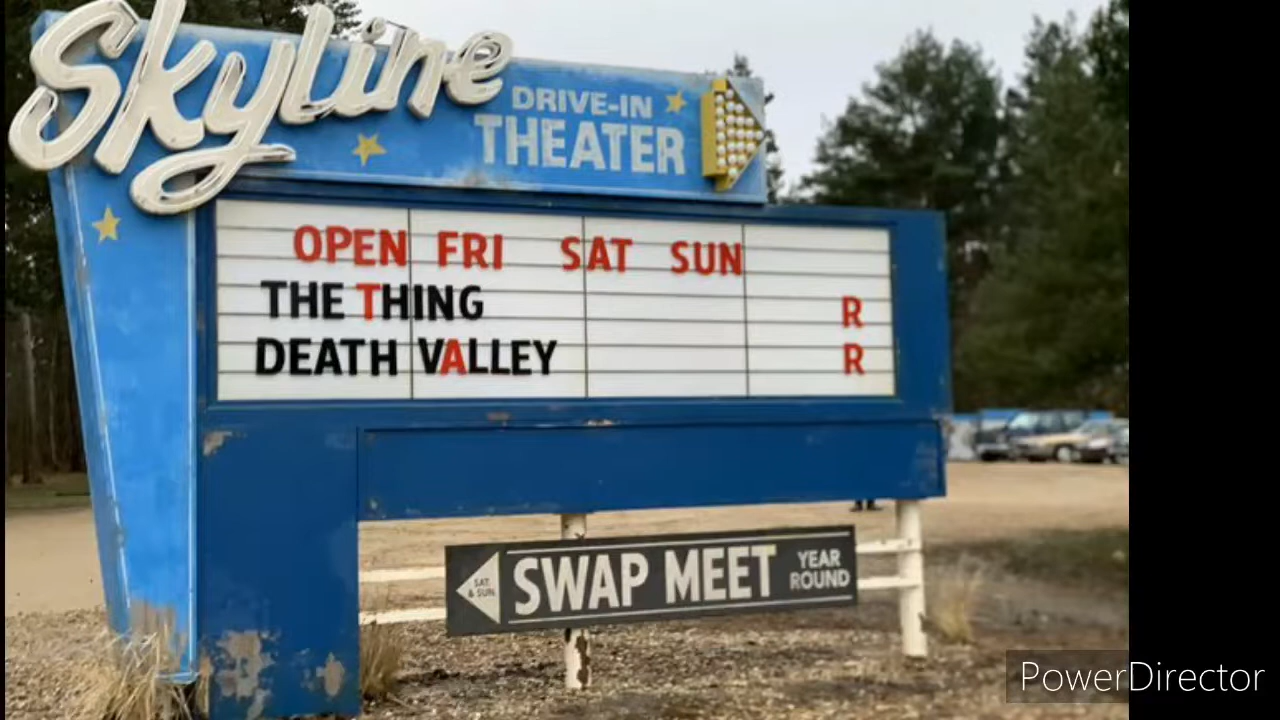 Skyline
DRIVE-IN
THEATER
OPEN FRI SAT SUN
THE THING R
DEATH VALLEY R
SAT. & SUN.
SWAP MEET
YEAR ROUND
PowerDirector